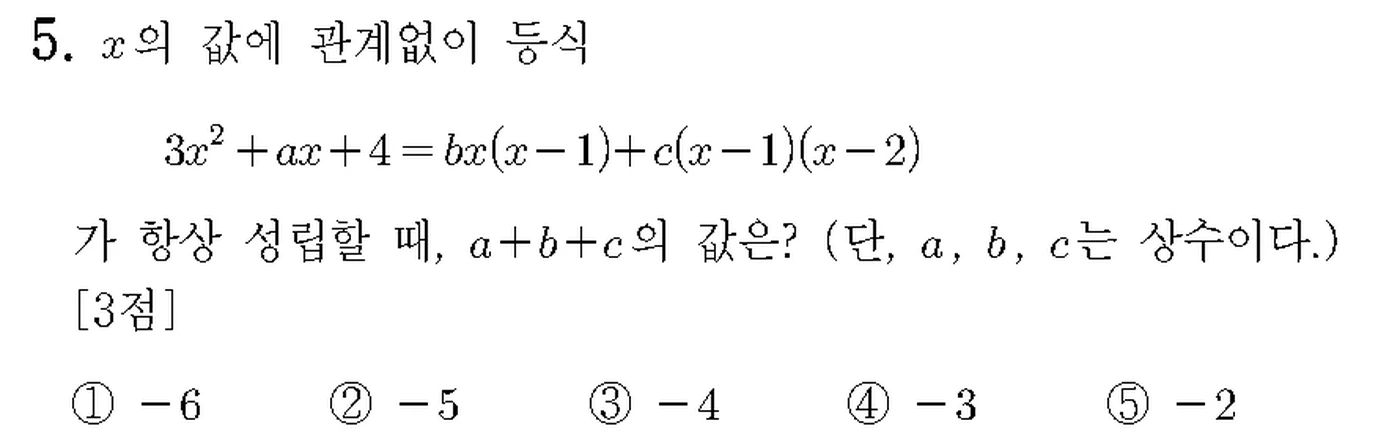 5. x의 값에 관계없이 등식
3x² + ax + 4 = bx(x − 1) + c(x − 1)(x − 2)
가 항상 성립할 때, a+b+c의 값은? (단, a, b, c는 상수이다.)
[3점]
① −6 ② −5 ③ −4 ④ −3 ⑤ −2